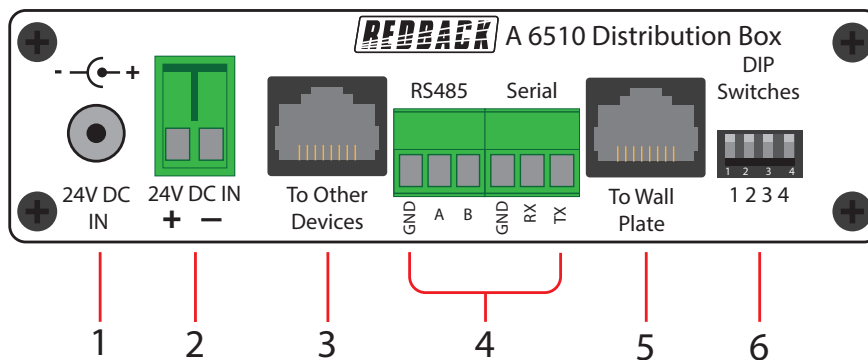 REDBACK A 6510 Distribution Box
- +
24V DC
IN
24V DC IN
+ −
To Other
Devices
RS485 Serial
GND A B GND RX TX
To Wall
Plate
DIP
Switches
1 2 3 4
1 2 3 4
1 2 3 4 5 6